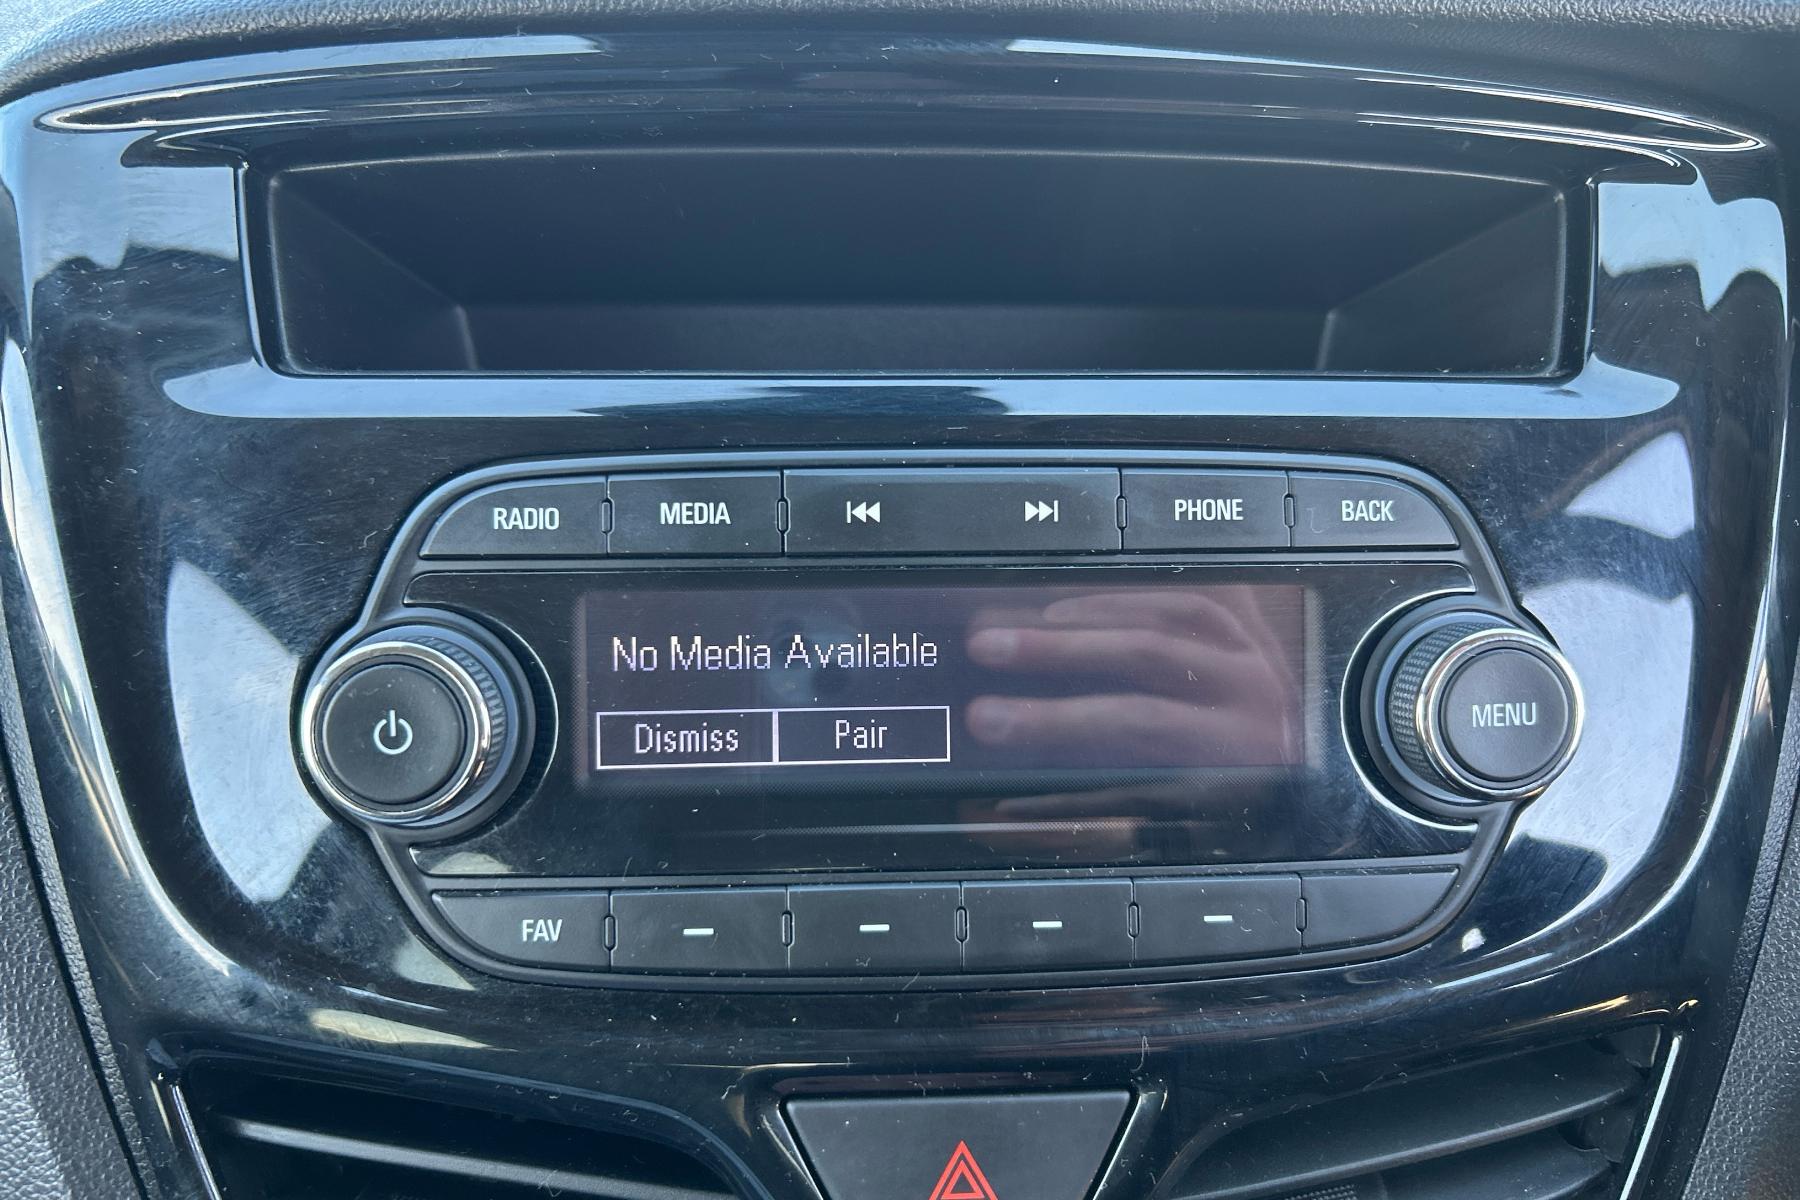 RADIO MEDIA PHONE BACK
No Media Available
Dismiss Pair
MENU
FAV